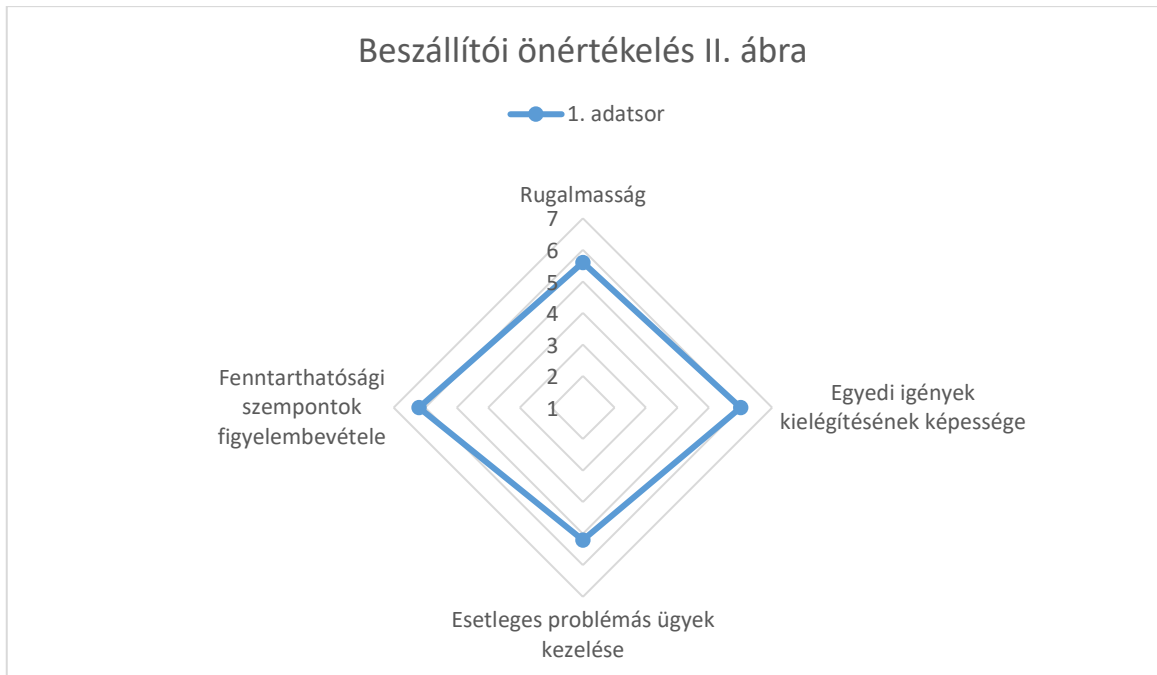 Beszállítói önértékelés II. ábra
1. adatsor
Rugalmasság
7
6
5
4
3
2
1
Fenntarthatósági
szempontok
figyelembevétele
Egyedi igények
kielégítésének képessége
Esetleges problémás ügyek
kezelése